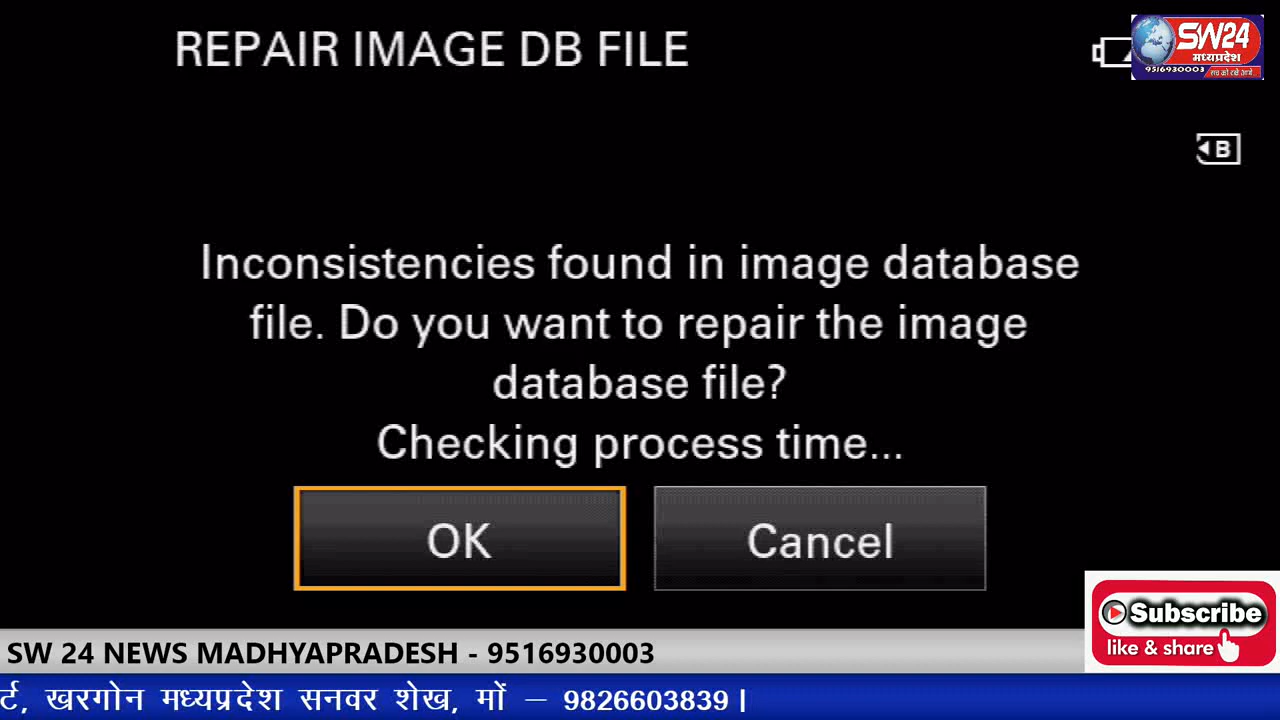 REPAIR IMAGE DB FILE
SW24
मध्यप्रदेश
9516930003
B
Inconsistencies found in image database
file. Do you want to repair the image
database file?
Checking process time...
OK
Cancel
Subscribe
like & share
SW 24 NEWS MADHYAPRADESH - 9516930003
र्ट, खरगोन मध्यप्रदेश सनवर शेख, मों – 9826603839 |